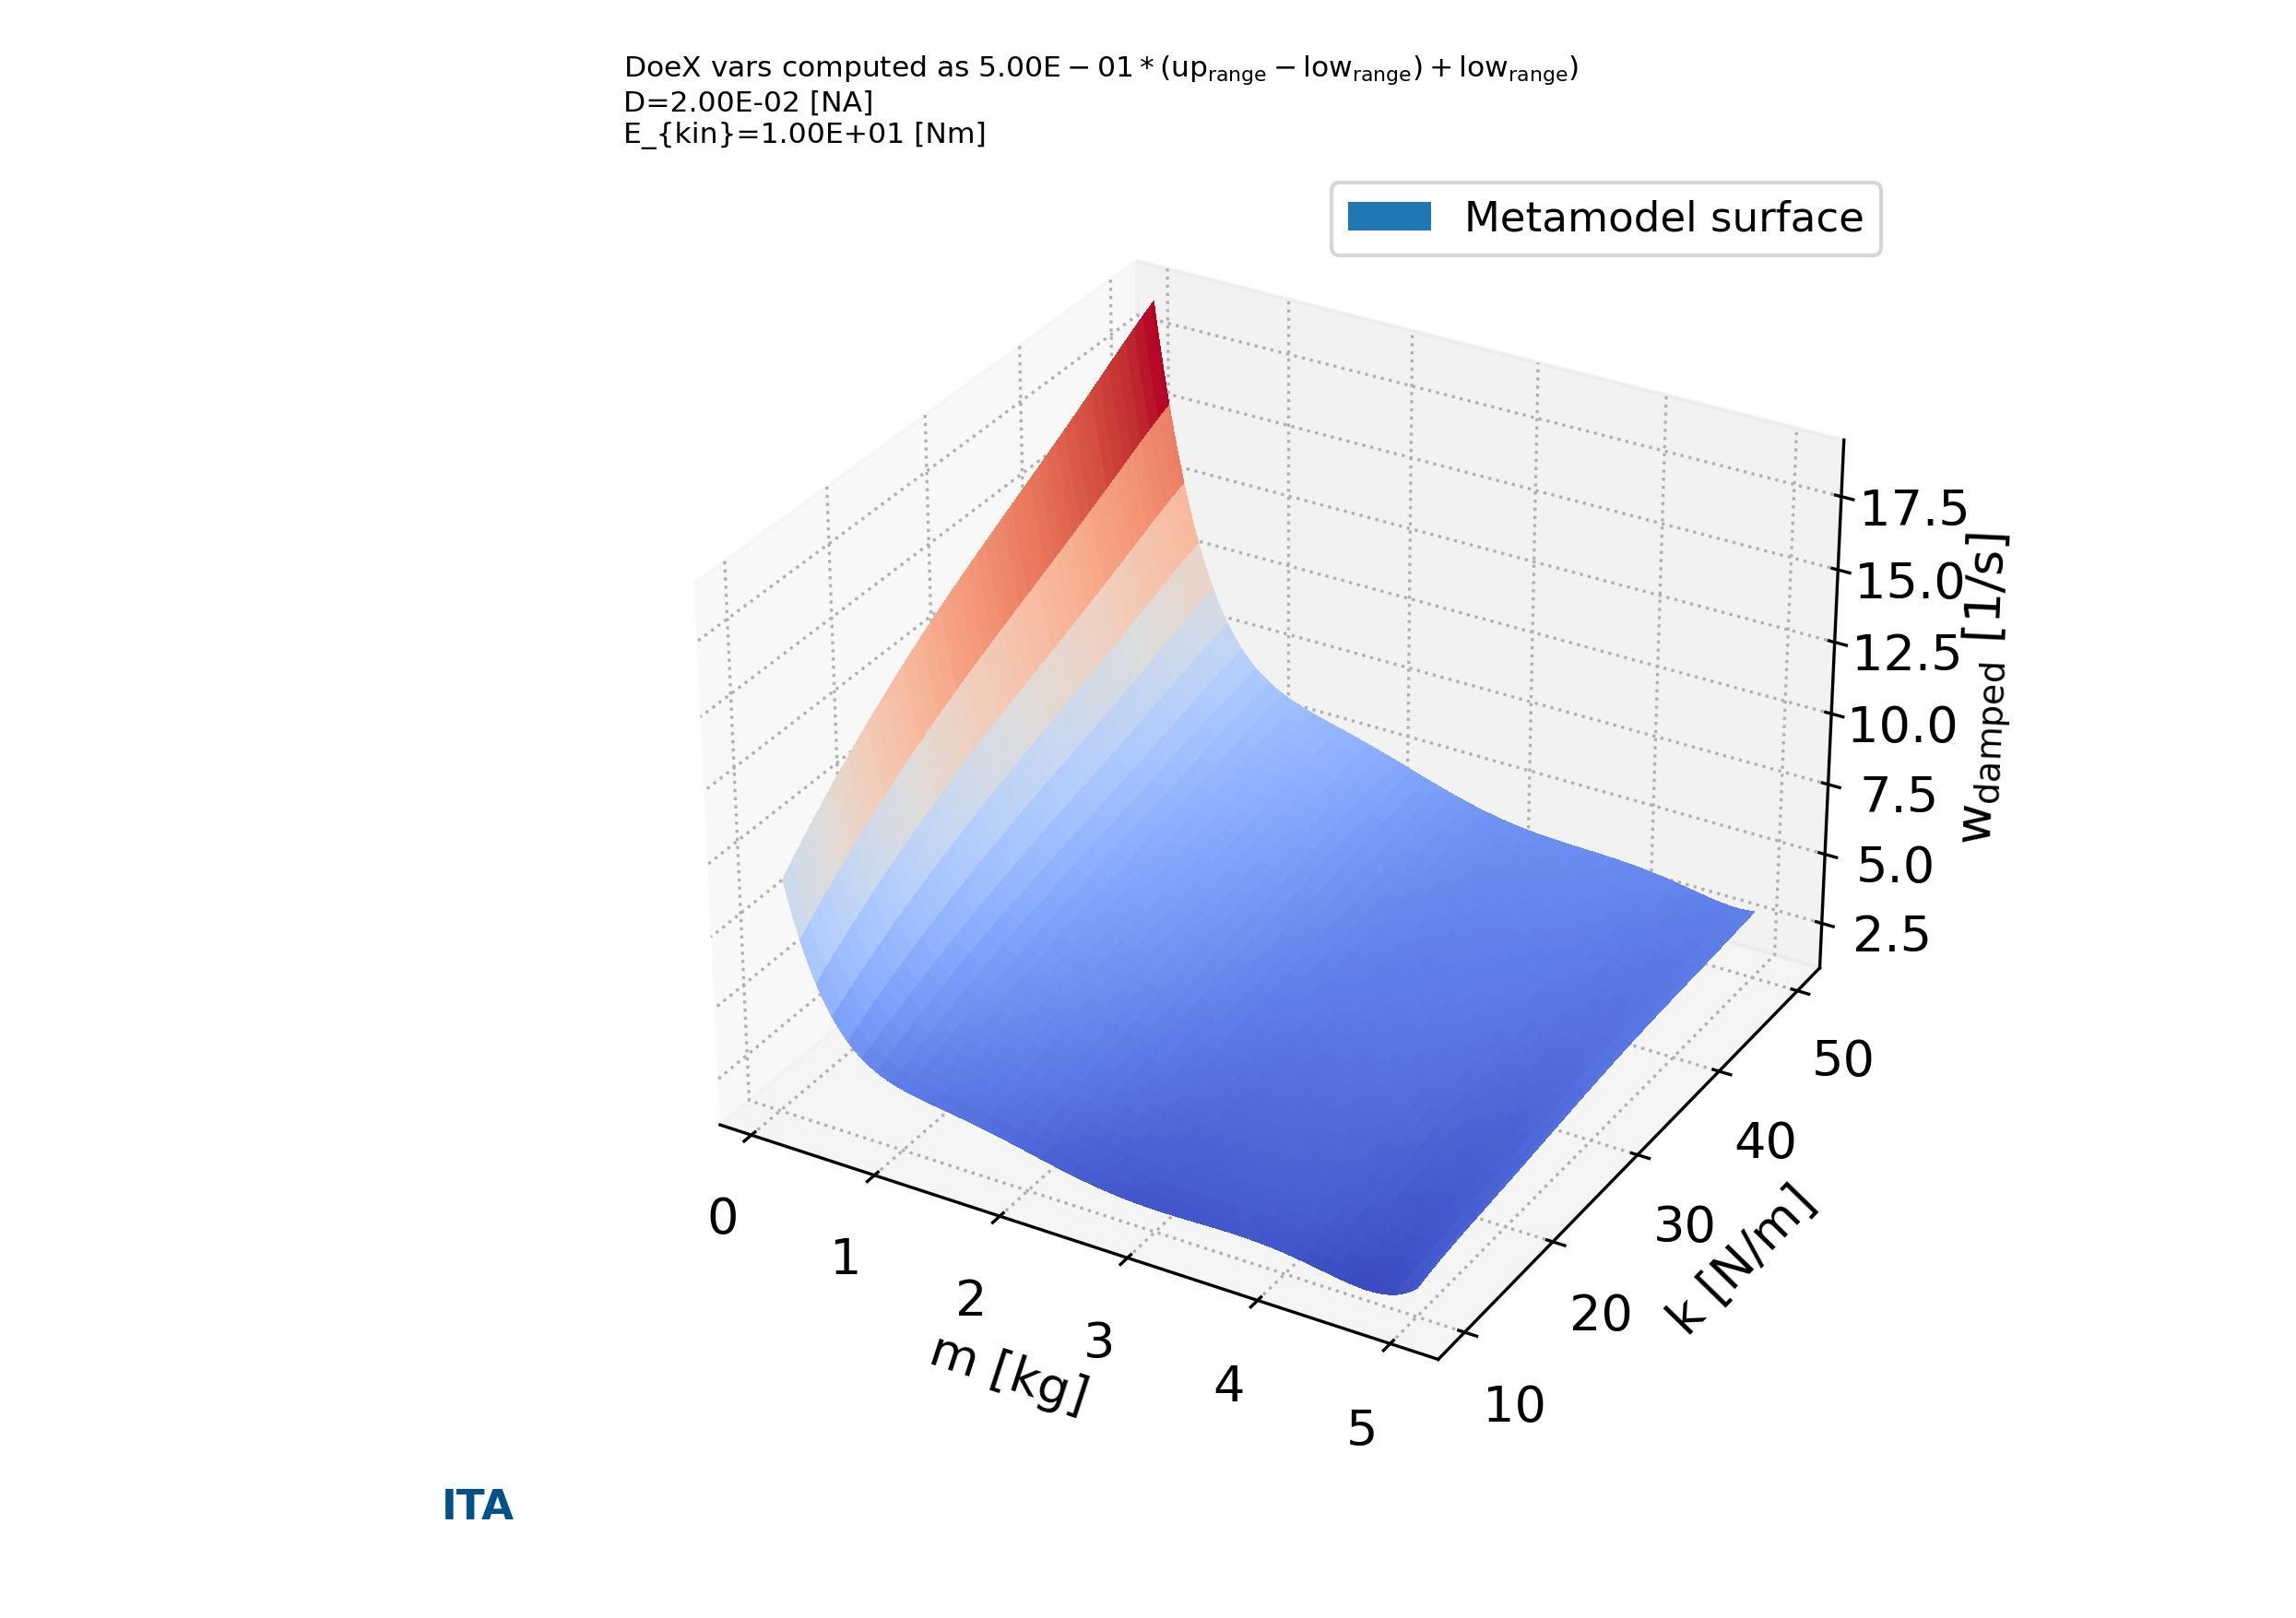 DoeX vars computed as 5.00E − 01 * (up_range − low_range) + low_range)
D=2.00E-02 [NA]
E_{kin}=1.00E+01 [Nm]
Metamodel surface
17.5
15.0
12.5
10.0
7.5
5.0
2.5
w_damped [1/s]
50
40
30
20
10
k [N/m]
0
1
2
3
4
5
m [kg]
ITA